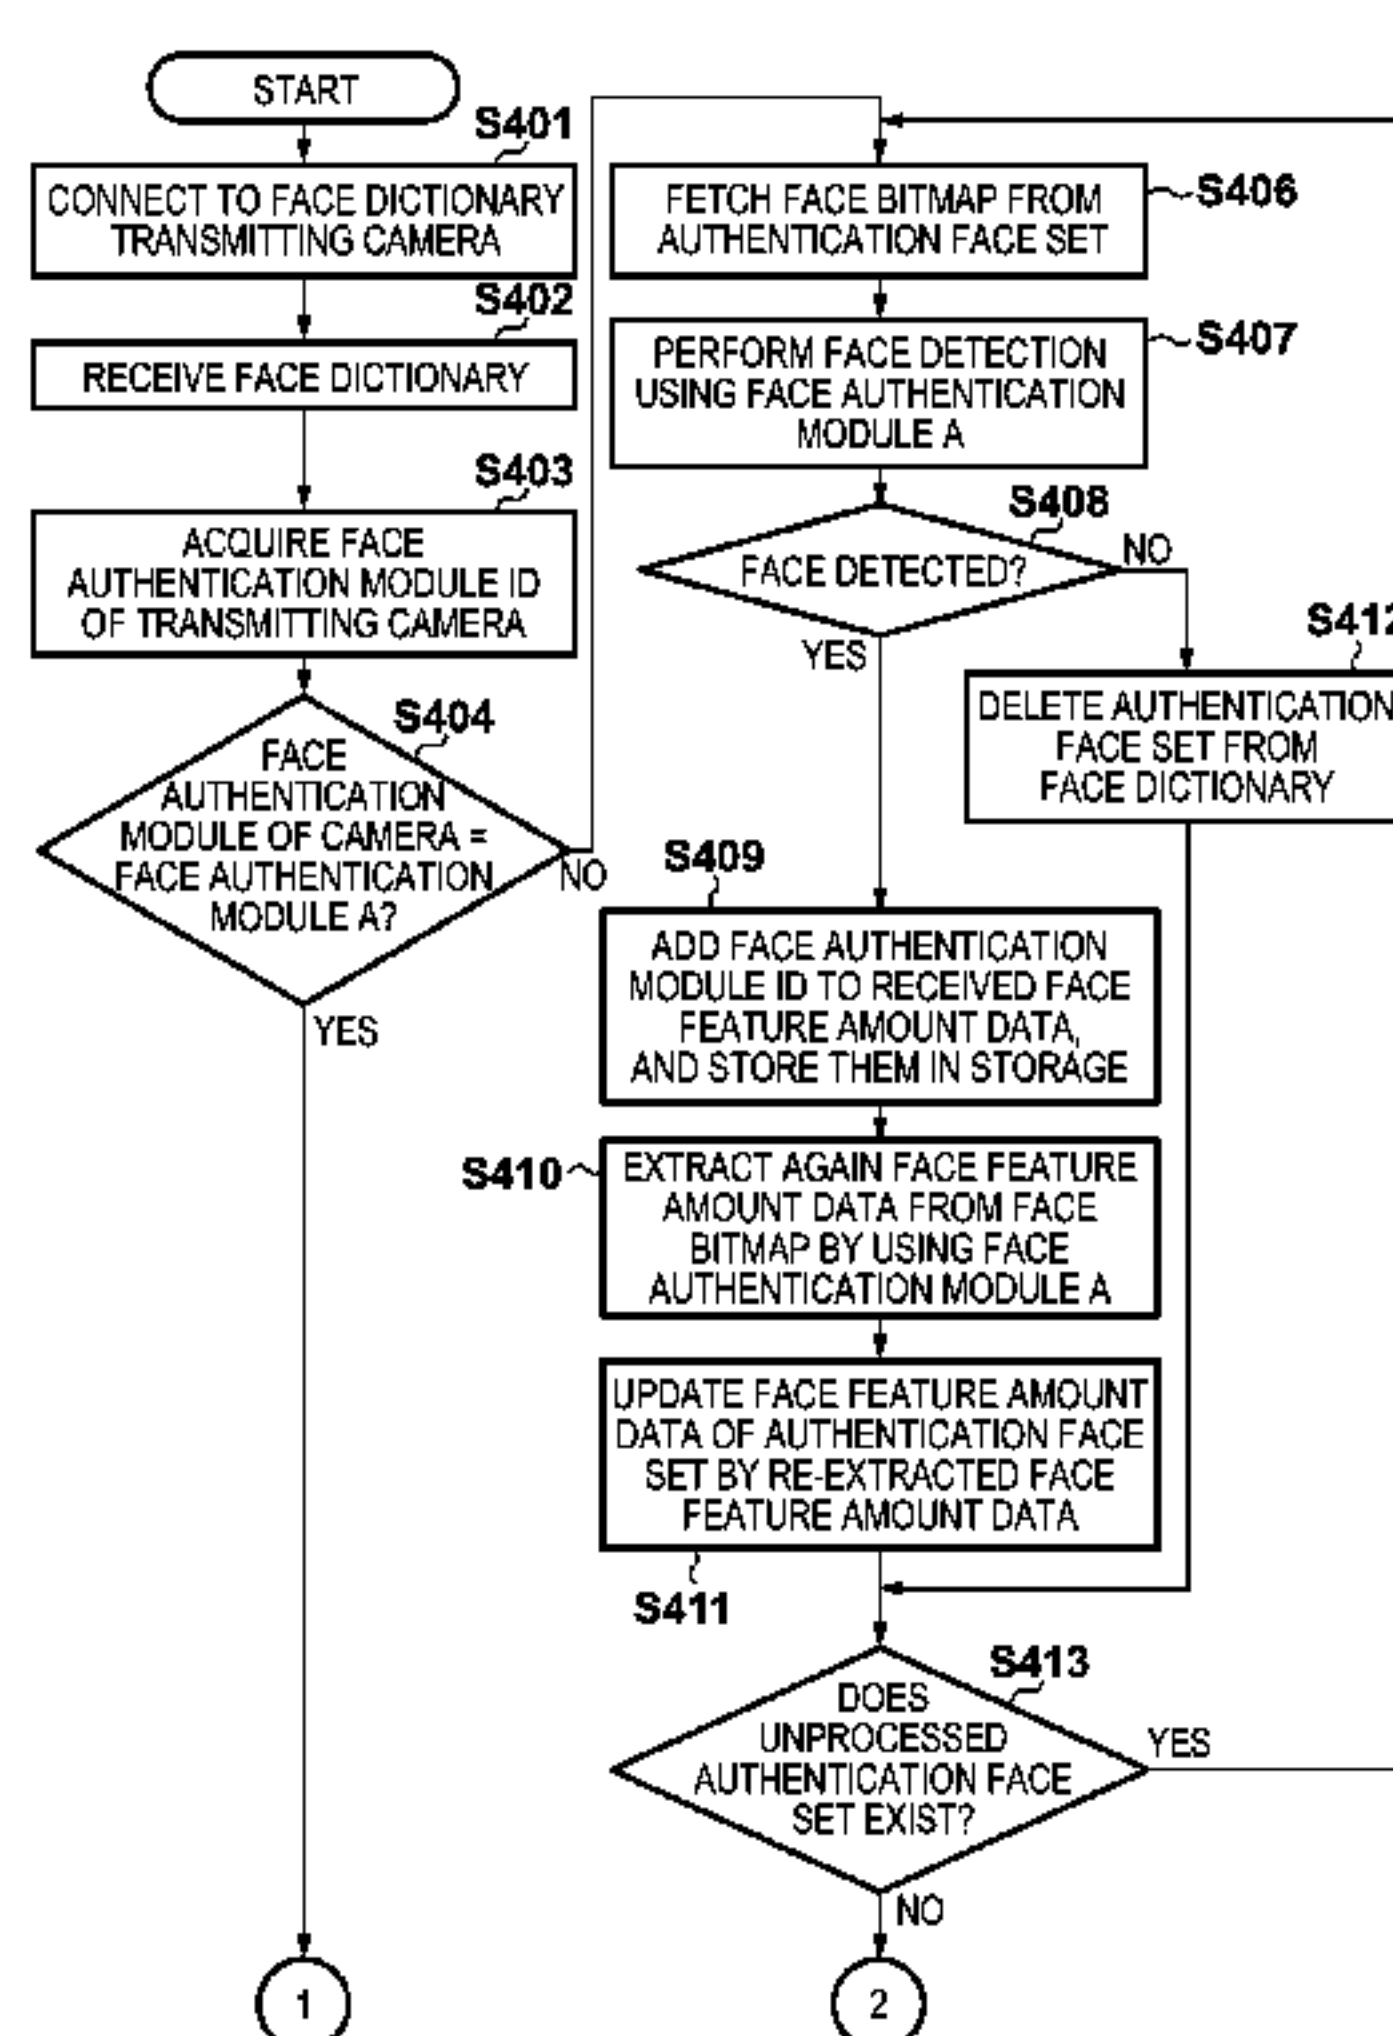 START
S401
CONNECT TO FACE DICTIONARY
TRANSMITTING CAMERA
S402
RECEIVE FACE DICTIONARY
S403
ACQUIRE FACE
AUTHENTICATION MODULE ID
OF TRANSMITTING CAMERA
S404
FACE
AUTHENTICATION
MODULE OF CAMERA =
FACE AUTHENTICATION
MODULE A?
NO
YES
1
FETCH FACE BITMAP FROM
AUTHENTICATION FACE SET
S406
PERFORM FACE DETECTION
USING FACE AUTHENTICATION
MODULE A
S407
S408
FACE DETECTED?
NO
YES
S412
DELETE AUTHENTICATION
FACE SET FROM
FACE DICTIONARY
S409
ADD FACE AUTHENTICATION
MODULE ID TO RECEIVED FACE
FEATURE AMOUNT DATA,
AND STORE THEM IN STORAGE
S410
EXTRACT AGAIN FACE FEATURE
AMOUNT DATA FROM FACE
BITMAP BY USING FACE
AUTHENTICATION MODULE A
UPDATE FACE FEATURE AMOUNT
DATA OF AUTHENTICATION FACE
SET BY RE-EXTRACTED FACE
FEATURE AMOUNT DATA
S411
S413
DOES
UNPROCESSED
AUTHENTICATION FACE
SET EXIST?
YES
NO
2